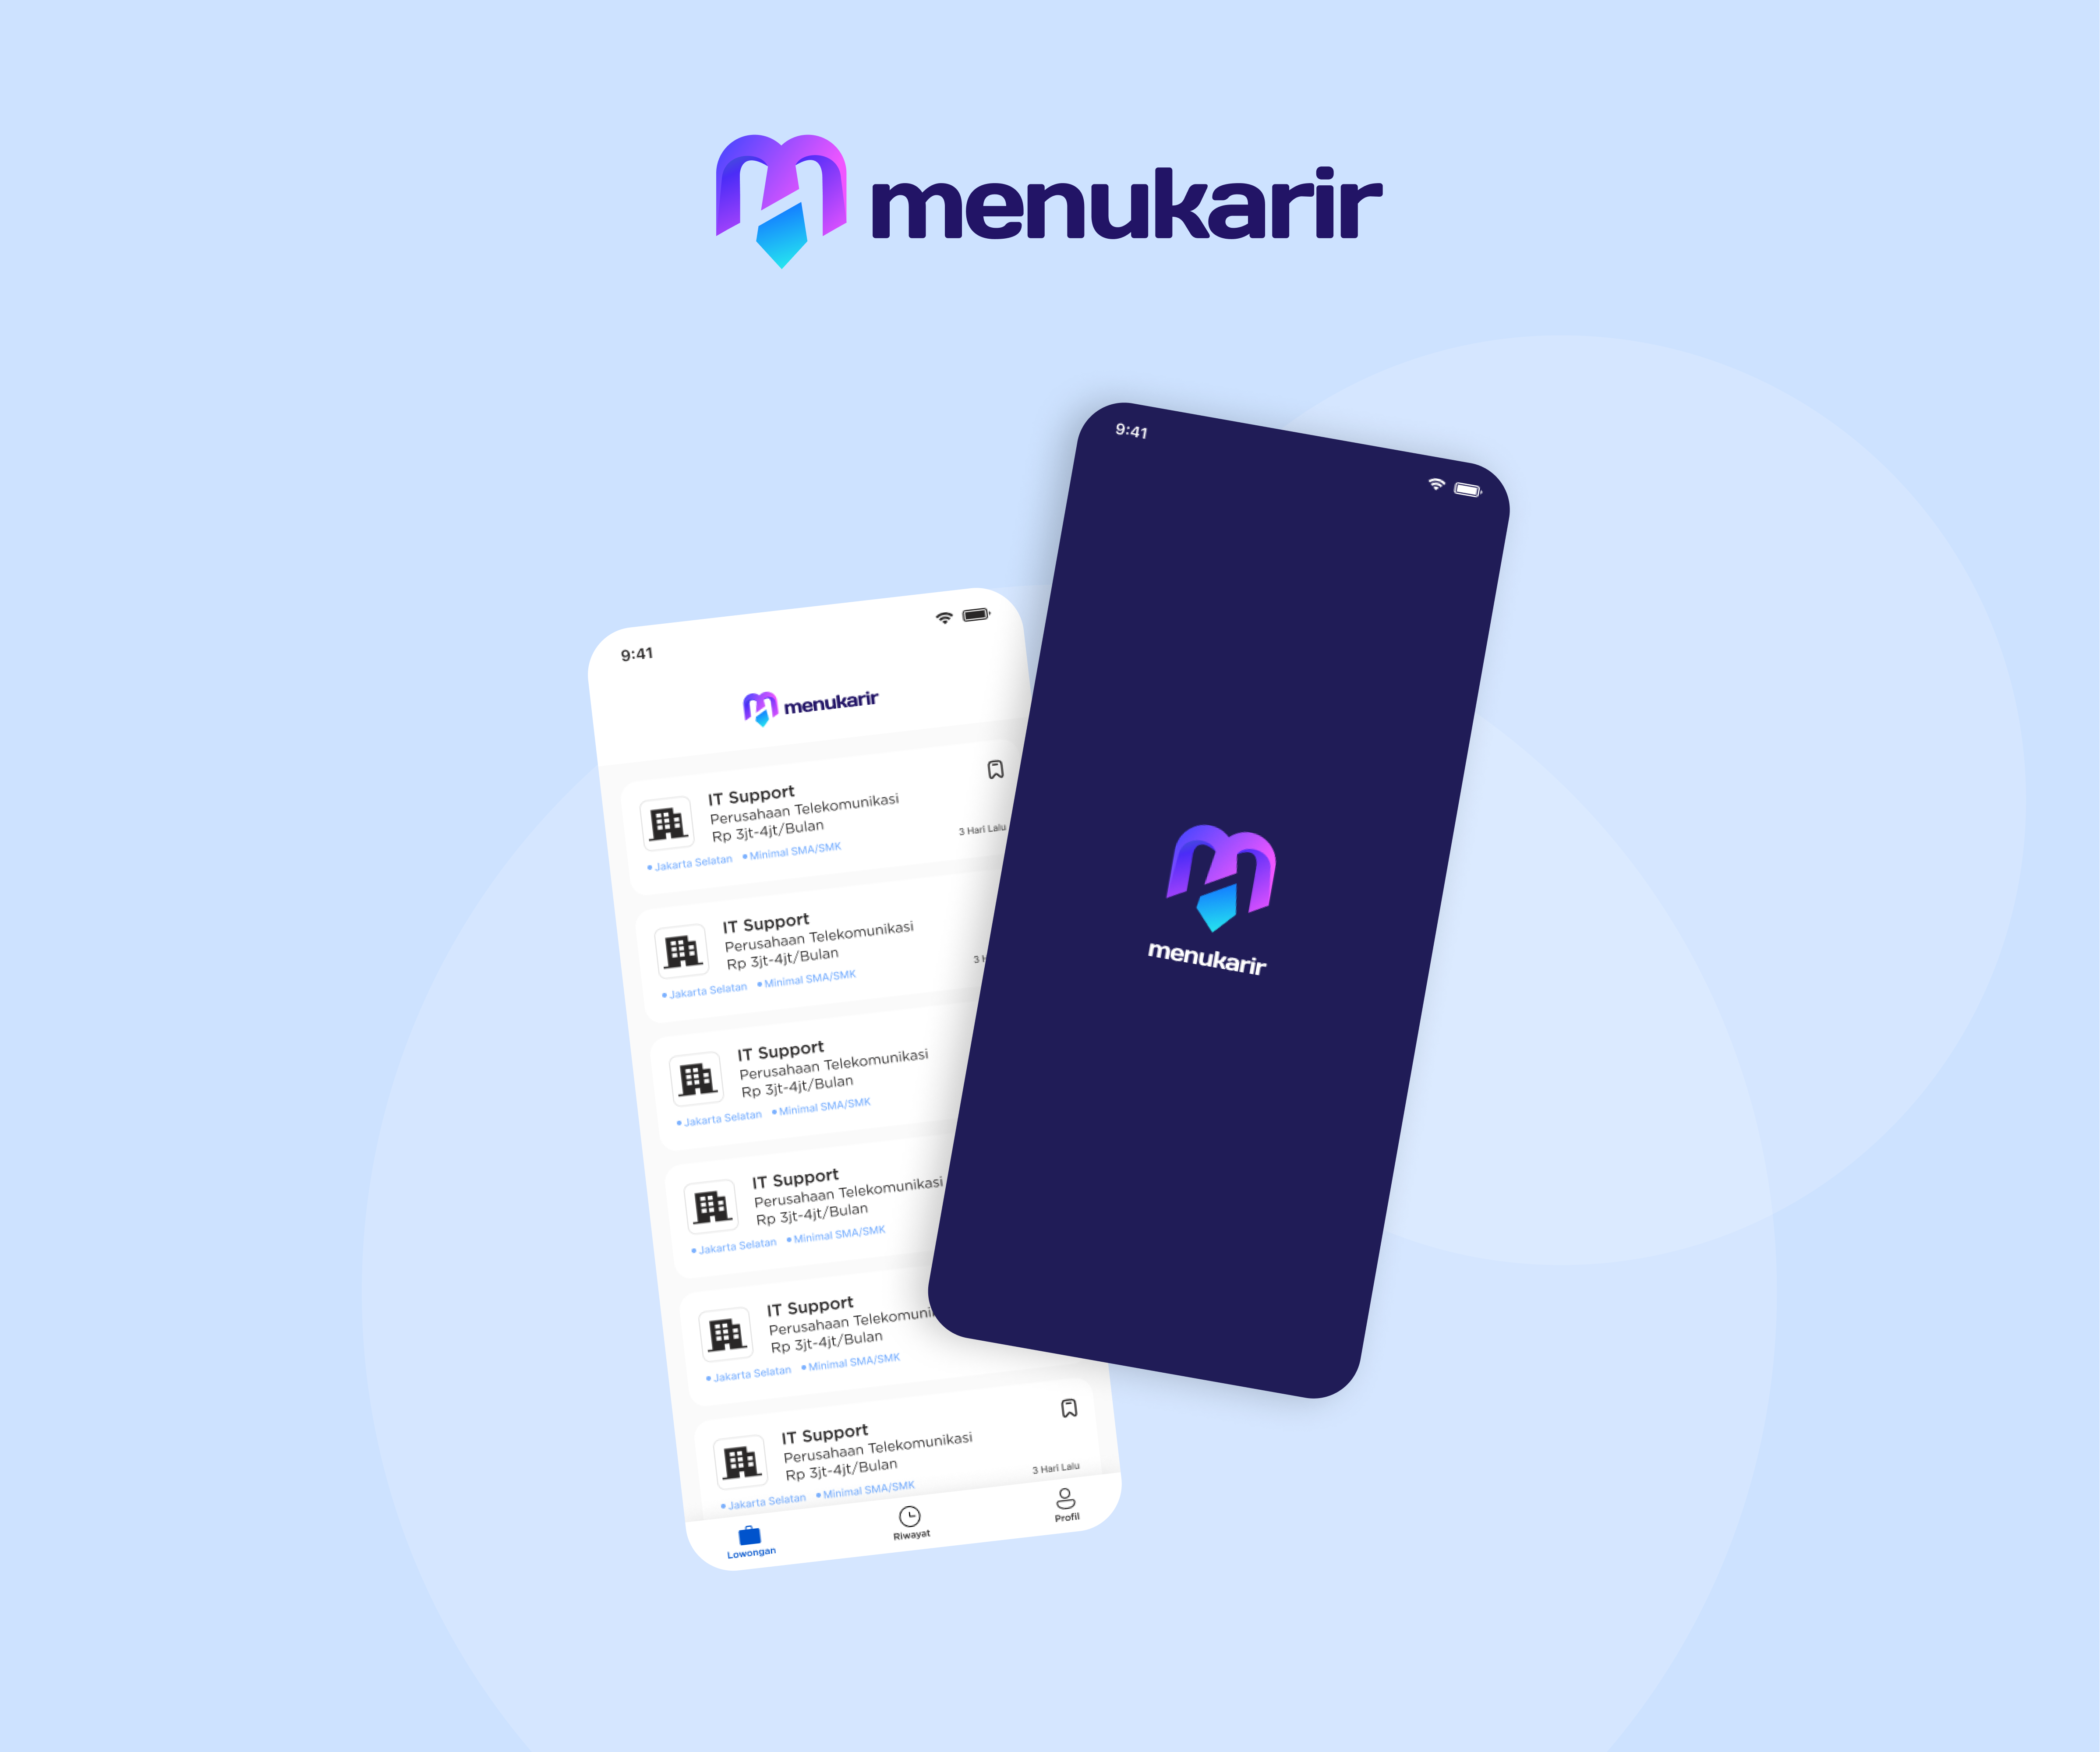 menukarir
9:41
menukarir
IT Support
Perusahaan Telekomunikasi
Rp 3jt-4jt/Bulan
3 Hari Lalu
Jakarta Selatan
Minimal SMA/SMK
IT Support
Perusahaan Telekomunikasi
Rp 3jt-4jt/Bulan
3
Jakarta Selatan
Minimal SMA/SMK
IT Support
Perusahaan Telekomunikasi
Rp 3jt-4jt/Bulan
Jakarta Selatan
Minimal SMA/SMK
IT Support
Perusahaan Telekomunikasi
Rp 3jt-4jt/Bulan
Jakarta Selatan
Minimal SMA/SMK
IT Support
Perusahaan
Rp 3jt-4jt/Bulan
Jakarta Selatan
Minimal SMA/SMK
IT Support
Perusahaan Telekomunikasi
Rp 3jt-4jt/Bulan
3 Hari Lalu
Jakarta Selatan
Minimal SMA/SMK
Lowongan
Riwayat
Profil
9:41
menukarir